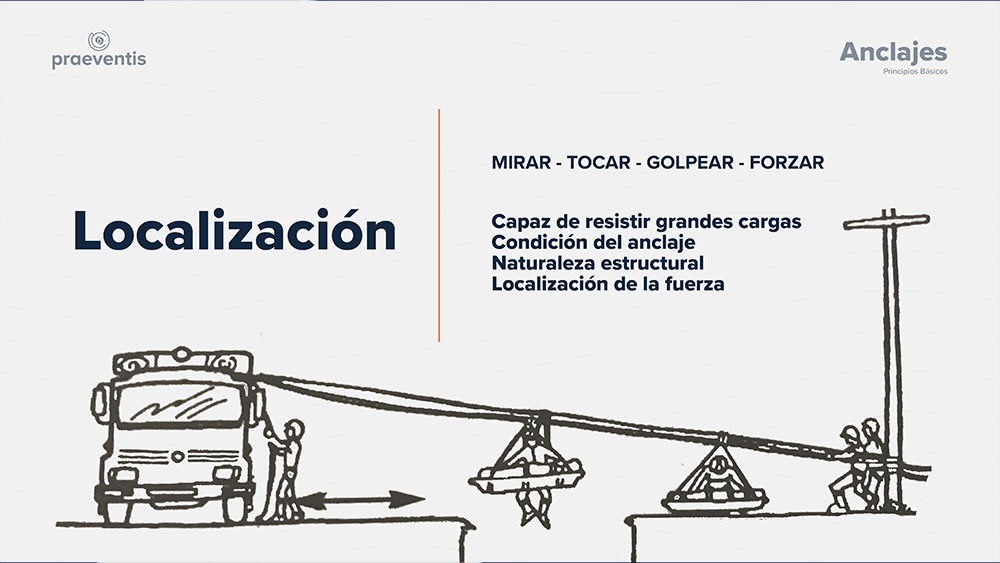 praeventis
Anclajes
Principios Básicos
Localización
MIRAR - TOCAR - GOLPEAR - FORZAR
Capaz de resistir grandes cargas
Condición del anclaje
Naturaleza estructural
Localización de la fuerza